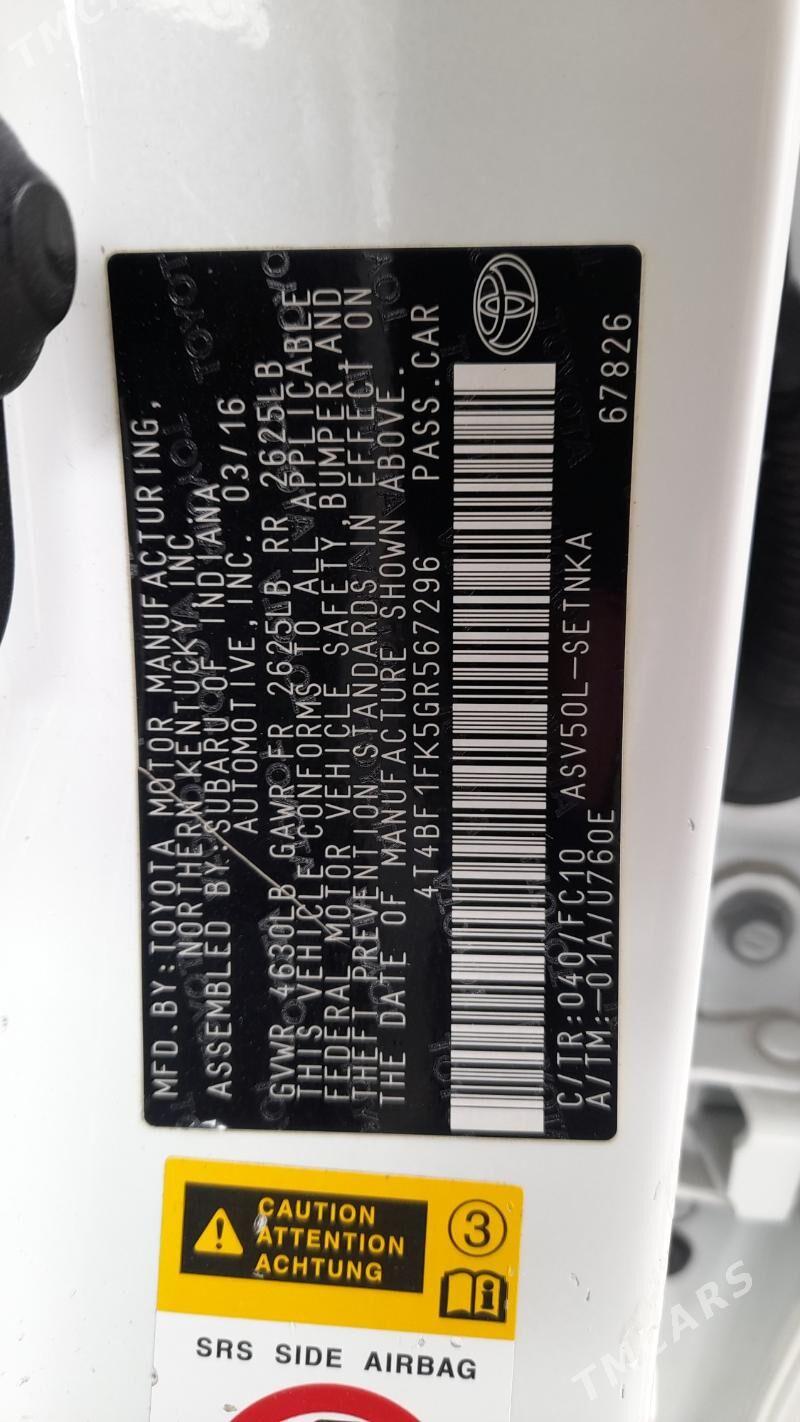 MFD.BY:TOYOTA MOTOR MANUFACTURING,
NORTHERN KENTUCKY,INC.
ASSEMBLED BY:SUBARU OF INDIANA
AUTOMOTIVE,INC. 03/16
GVWR 4630LB GAWR FR 2625LB RR 2625LB
THIS VEHICLE CONFORMS TO ALL APPLICABLE
FEDERAL MOTOR VEHICLE SAFETY,BUMPER,AND
THEFT PREVENTION STANDARDS IN EFFECT ON
THE DATE OF MANUFACTURE SHOWN ABOVE.
4T4BF1FK5GR567296 PASS.CAR
C/TR:040/FC10 ASV50L-SETNKA
A/TM:-01A/U760E 67826
CAUTION
ATTENTION
ACHTUNG
3
SRS SIDE AIRBAG
TMCARS